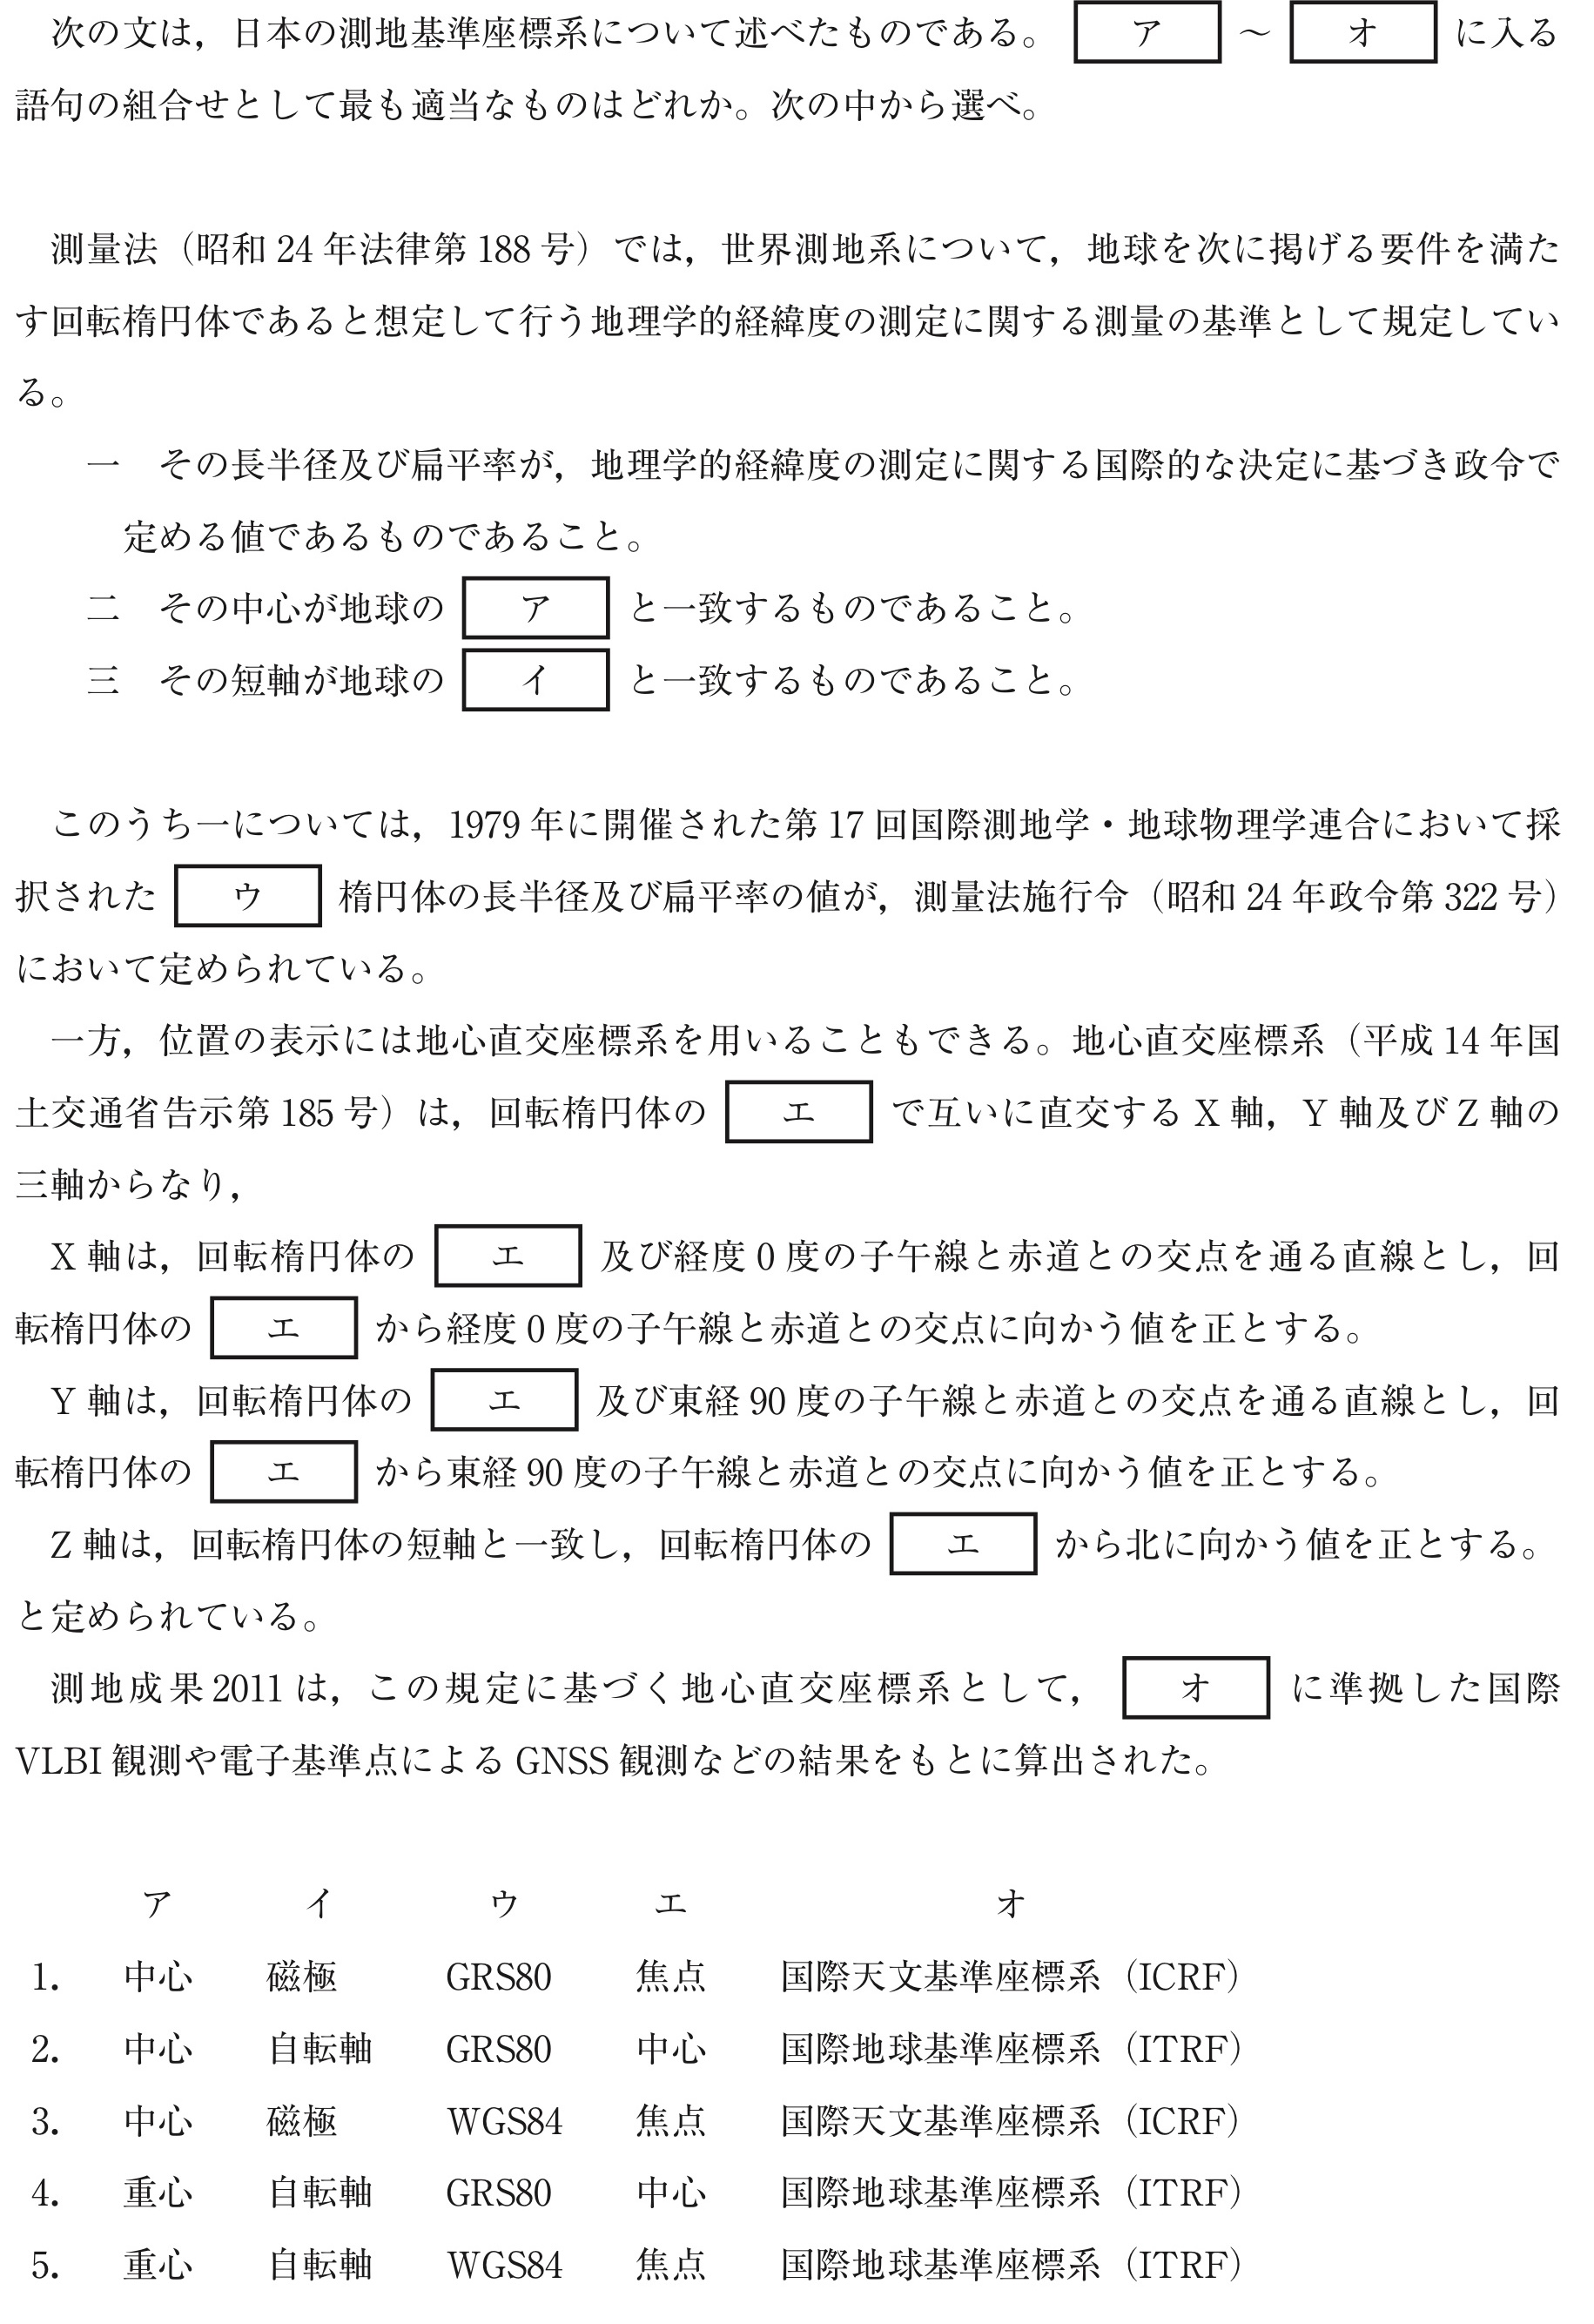 次の文は，日本の測地基準座標系について述べたものである。 ア ～ オ に入る
語句の組合せとして最も適当なものはどれか。次の中から選べ。
測量法（昭和 24 年法律第 188 号）では，世界測地系について，地球を次に掲げる要件を満た
す回転楕円体であると想定して行う地理学的経緯度の測定に関する測量の基準として規定してい
る。
一 その長半径及び扁平率が，地理学的経緯度の測定に関する国際的な決定に基づき政令で
定める値であるものであること。
二 その中心が地球の ア と一致するものであること。
三 その短軸が地球の イ と一致するものであること。
このうち一については，1979 年に開催された第 17 回国際測地学・地球物理学連合において採
択された ウ 楕円体の長半径及び扁平率の値が，測量法施行令（昭和 24 年政令第 322 号）
において定められている。
一方，位置の表示には地心直交座標系を用いることもできる。地心直交座標系（平成 14 年国
土交通省告示第 185 号）は，回転楕円体の エ で互いに直交する X 軸，Y 軸及び Z 軸の
三軸からなり，
X 軸は，回転楕円体の エ 及び経度 0 度の子午線と赤道との交点を通る直線とし，回
転楕円体の エ から経度 0 度の子午線と赤道との交点に向かう値を正とする。
Y 軸は，回転楕円体の エ 及び東経 90 度の子午線と赤道との交点を通る直線とし，回
転楕円体の エ から東経 90 度の子午線と赤道との交点に向かう値を正とする。
Z 軸は，回転楕円体の短軸と一致し，回転楕円体の エ から北に向かう値を正とする。
と定められている。
測地成果 2011 は，この規定に基づく地心直交座標系として， オ に準拠した国際
VLBI 観測や電子基準点による GNSS 観測などの結果をもとに算出された。
ア イ ウ エ オ
1. 中心 磁極 GRS80 焦点 国際天文基準座標系（ICRF）
2. 中心 自転軸 GRS80 中心 国際地球基準座標系（ITRF）
3. 中心 磁極 WGS84 焦点 国際天文基準座標系（ICRF）
4. 重心 自転軸 GRS80 中心 国際地球基準座標系（ITRF）
5. 重心 自転軸 WGS84 焦点 国際地球基準座標系（ITRF）